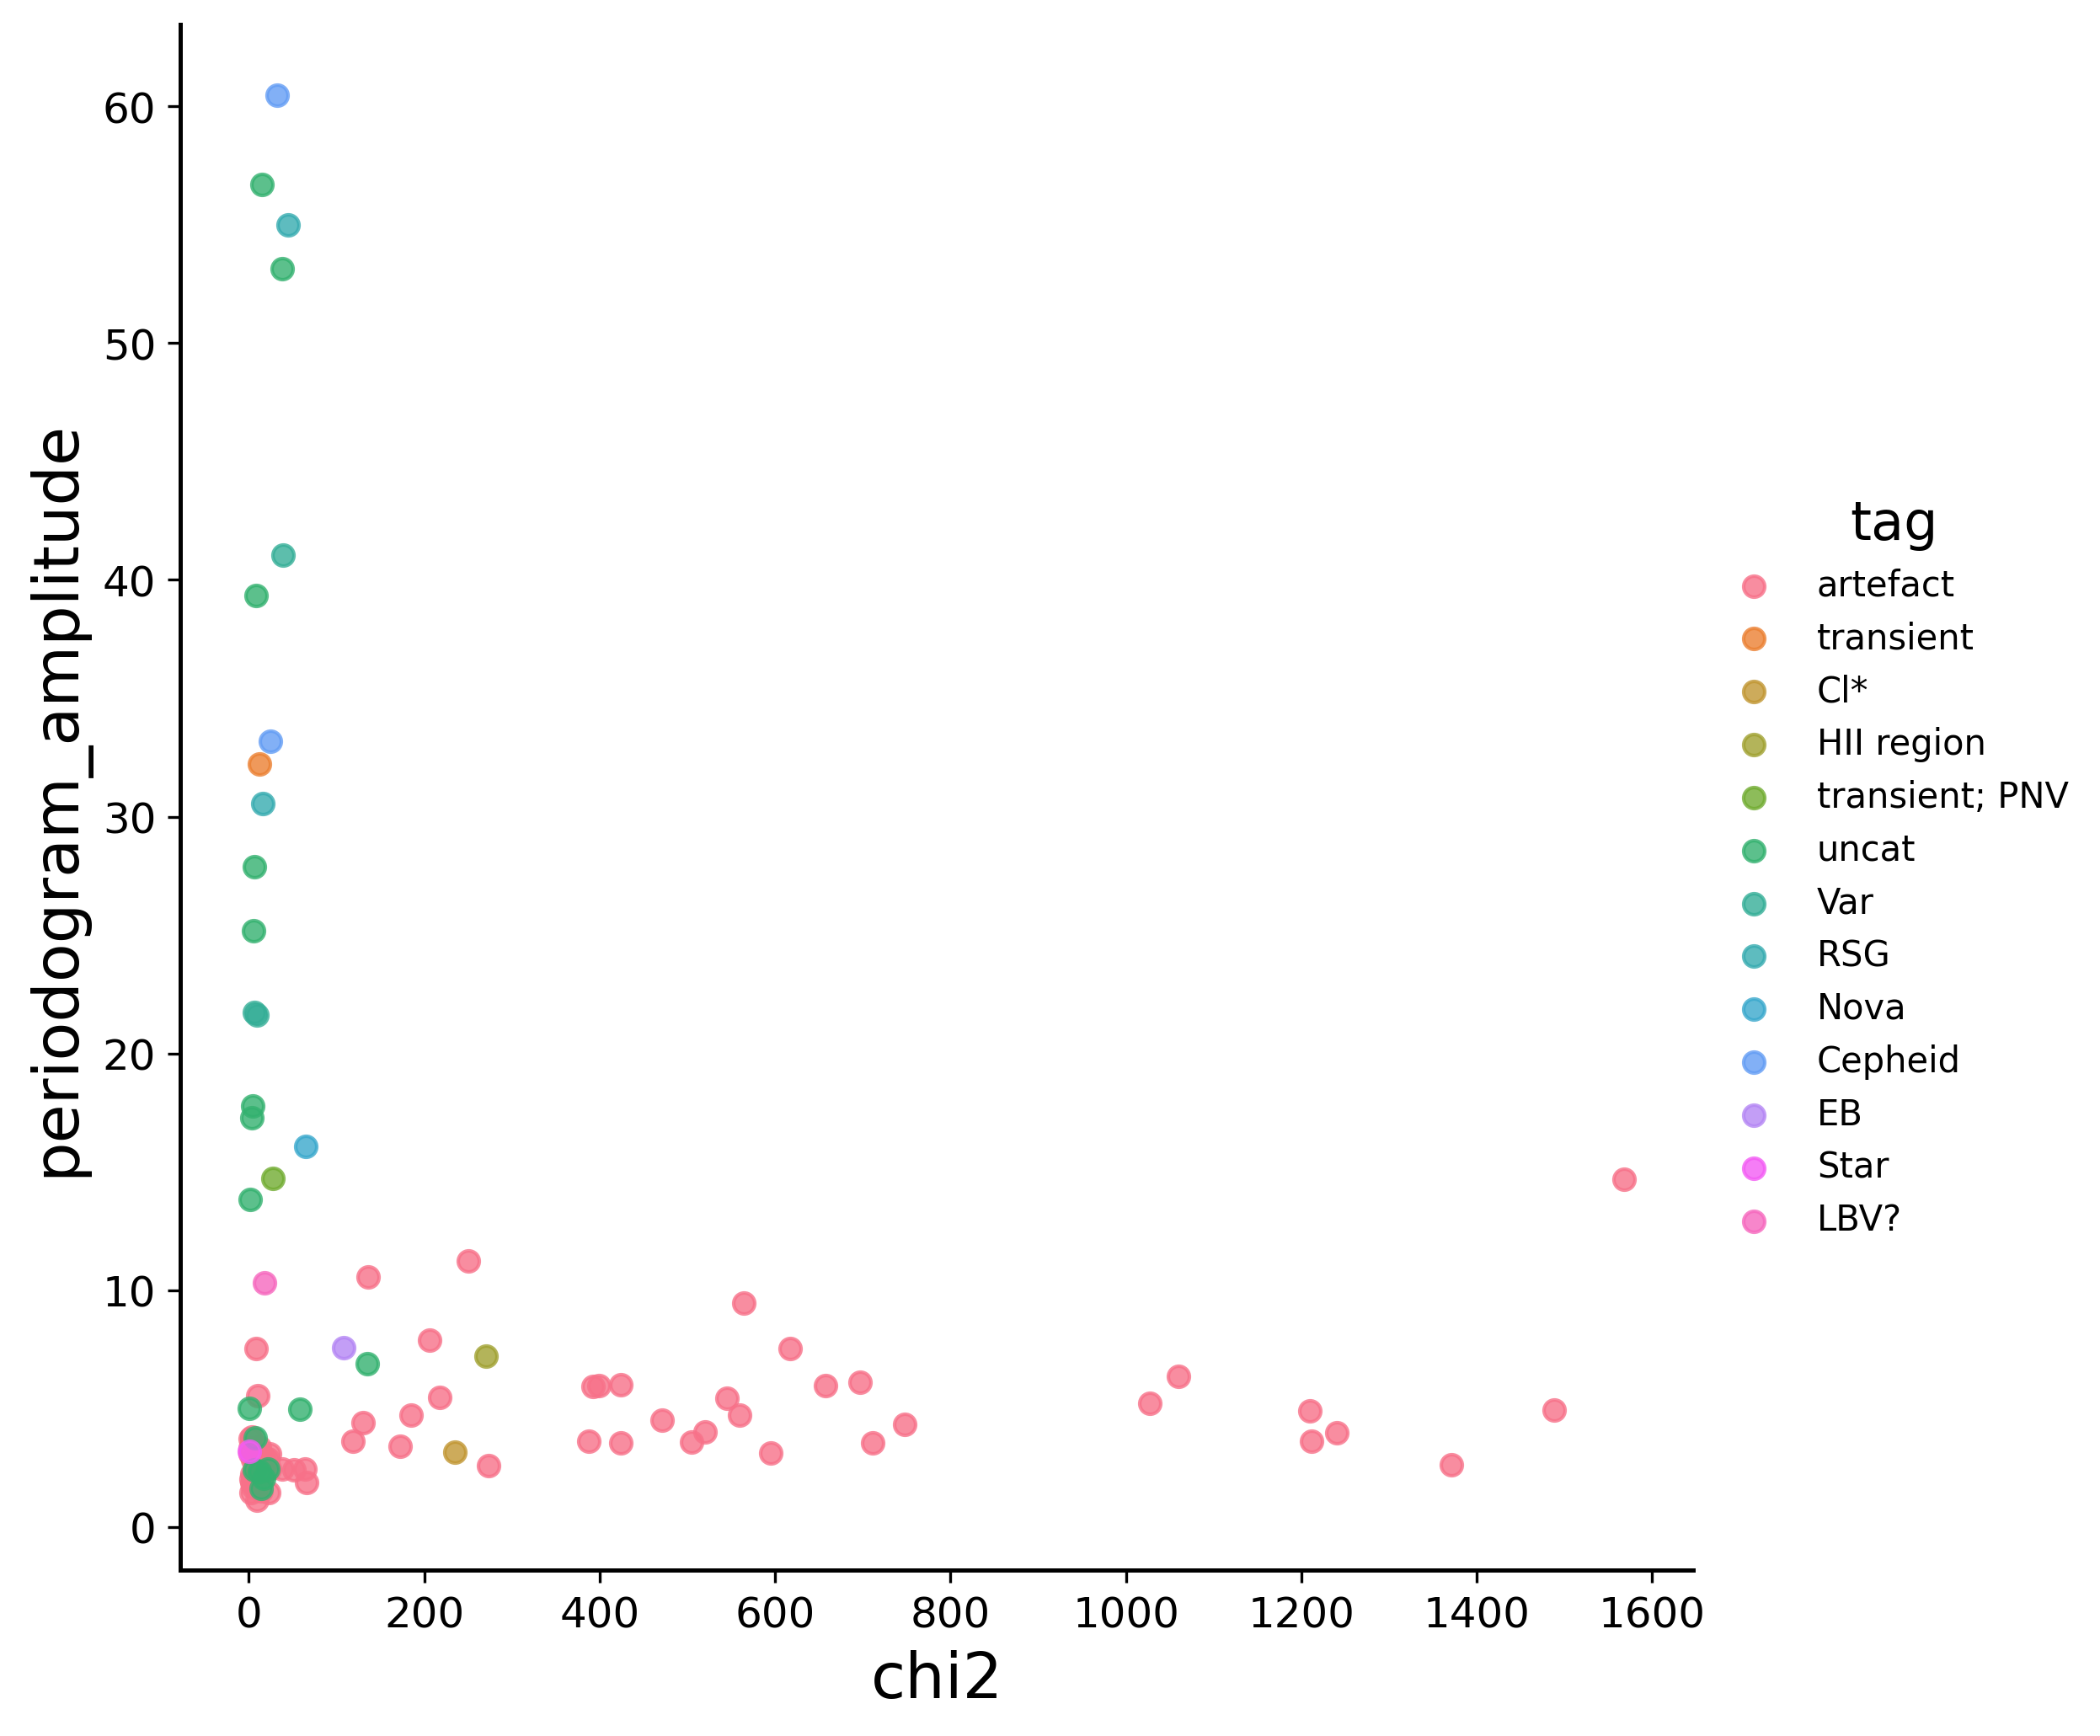 periodogram_amplitude
60
50
40
30
20
10
0
0 200 400 600 800 1000 1200 1400 1600
chi2
tag
artefact
transient
Cl*
HII region
transient; PNV
uncat
Var
RSG
Nova
Cepheid
EB
Star
LBV?